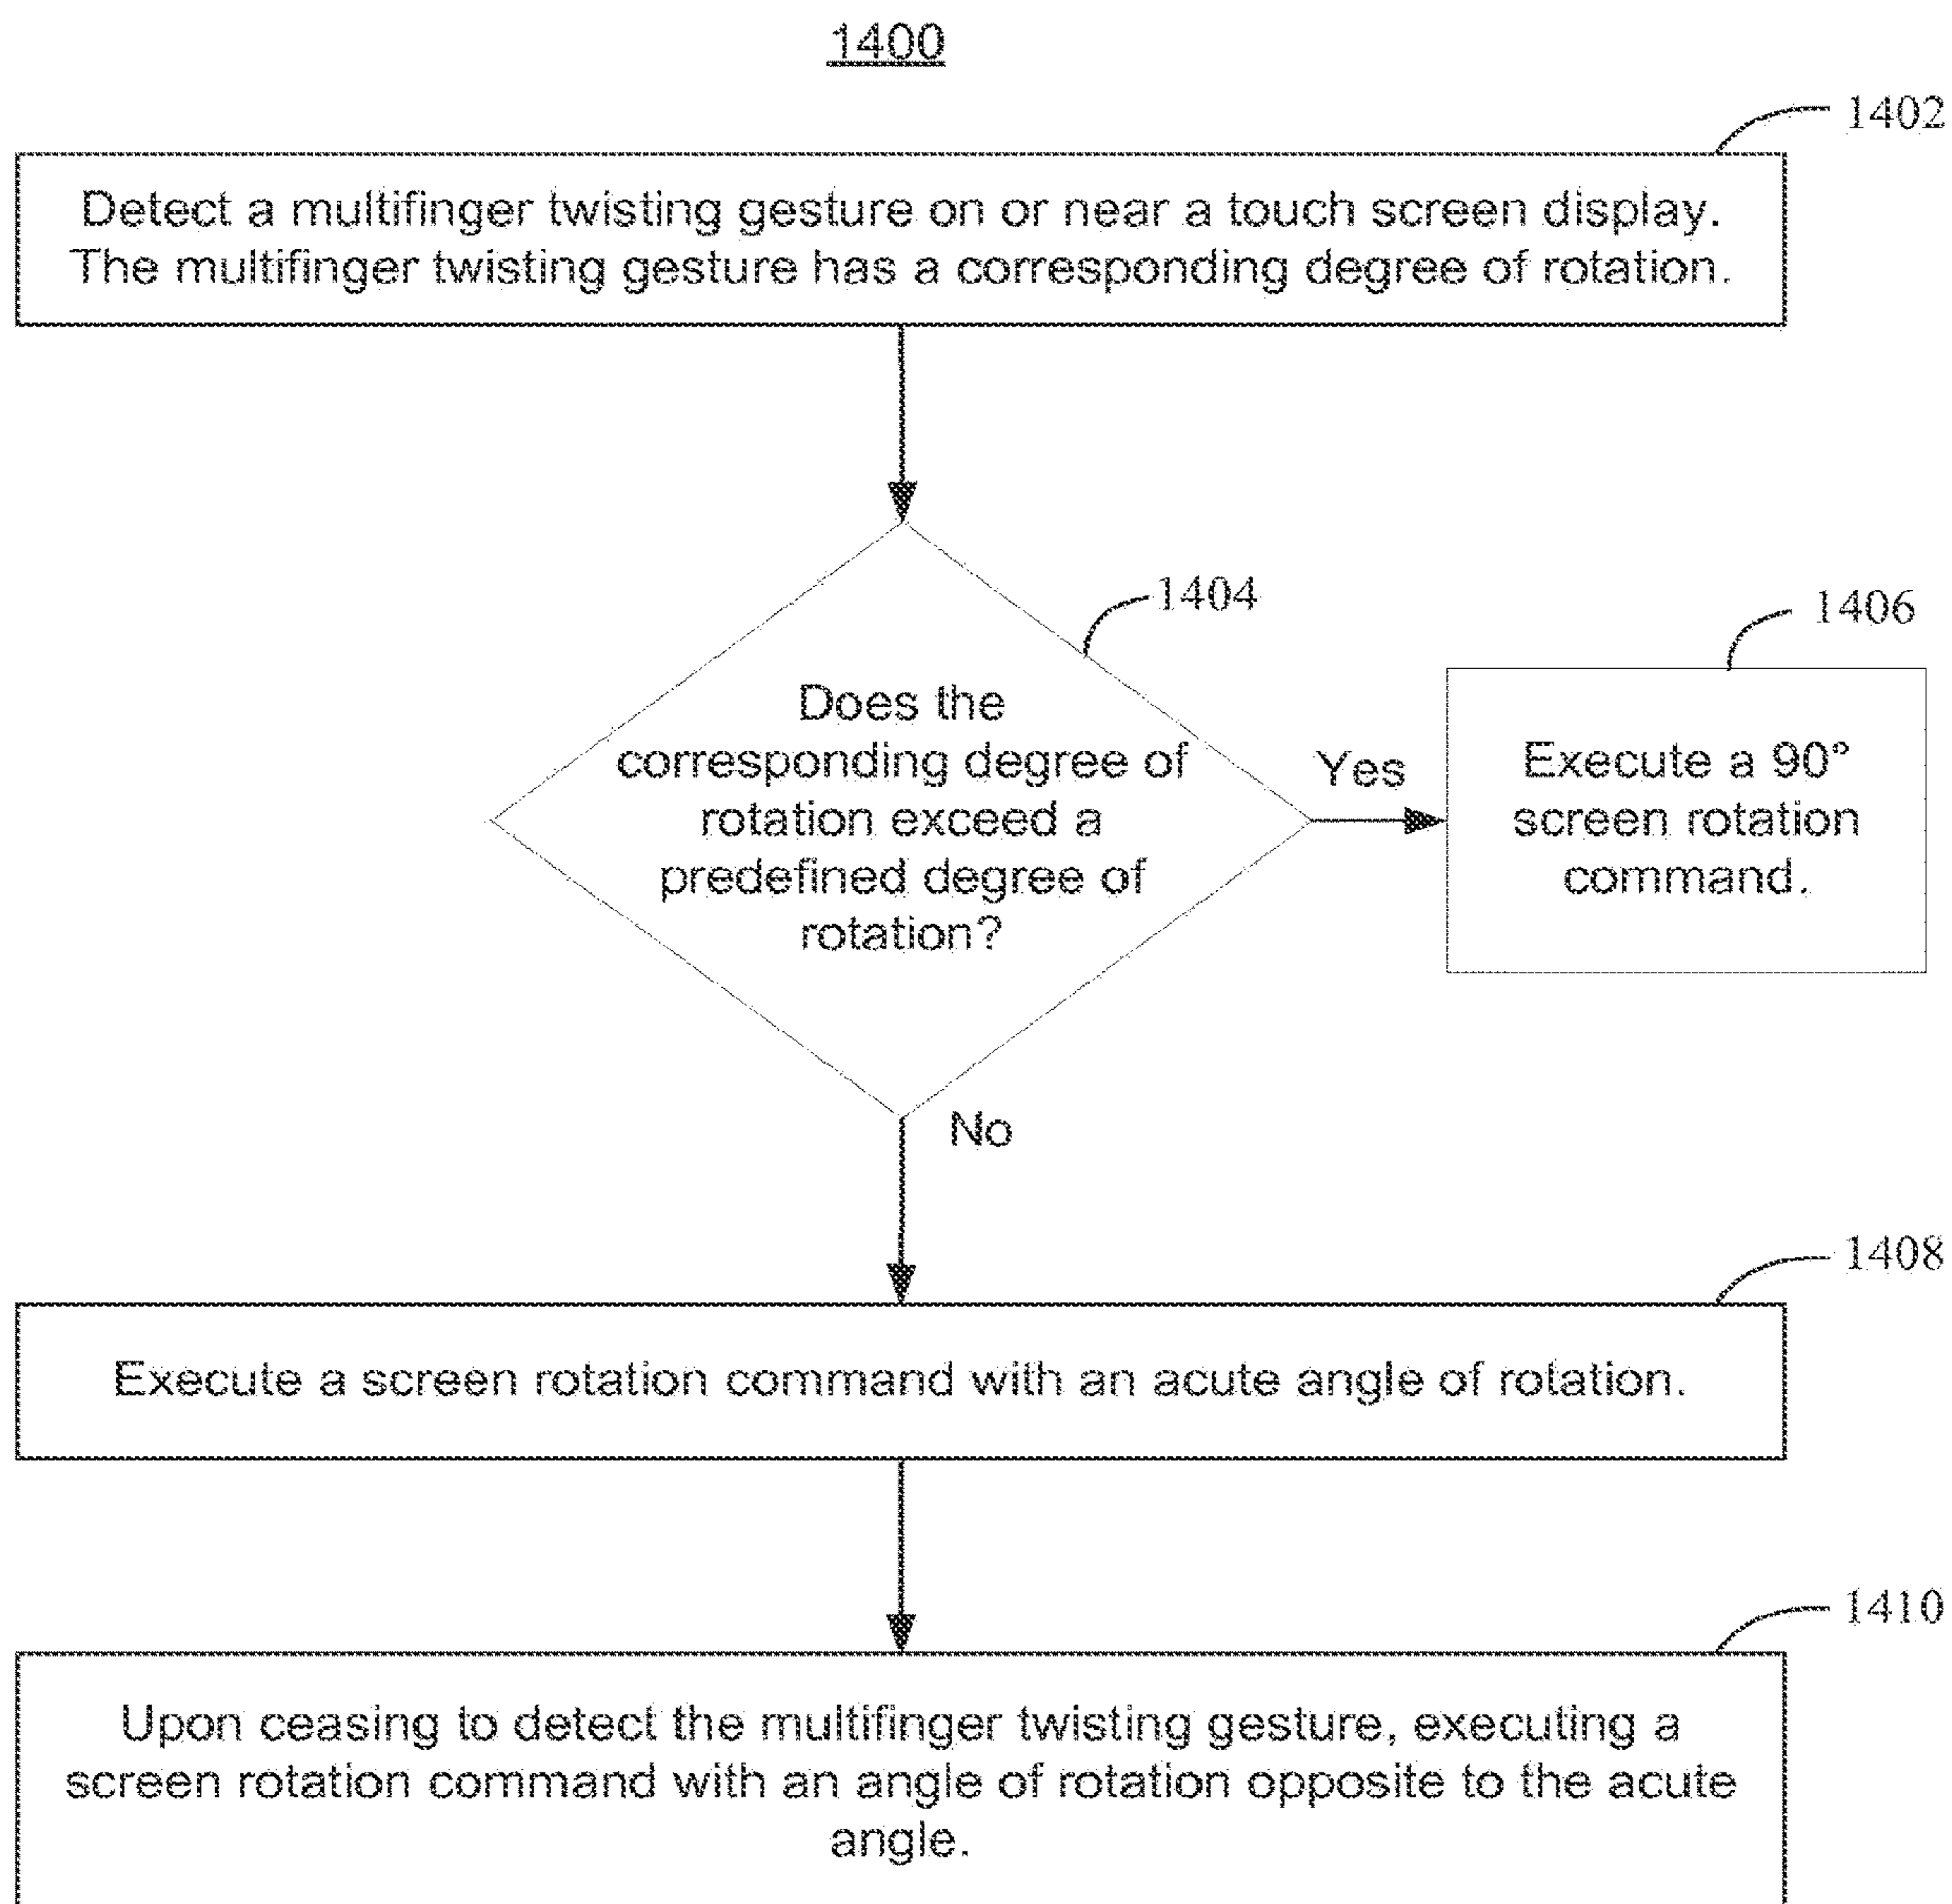 1400
1402
Detect a multifinger twisting gesture on or near a touch screen display.
The multifinger twisting gesture has a corresponding degree of rotation.
1404
1406
Does the
corresponding degree of
rotation exceed a
predefined degree of
rotation?
Yes
Execute a 90°
screen rotation
command.
No
1408
Execute a screen rotation command with an acute angle of rotation.
1410
Upon ceasing to detect the multifinger twisting gesture, executing a
screen rotation command with an angle of rotation opposite to the acute
angle.